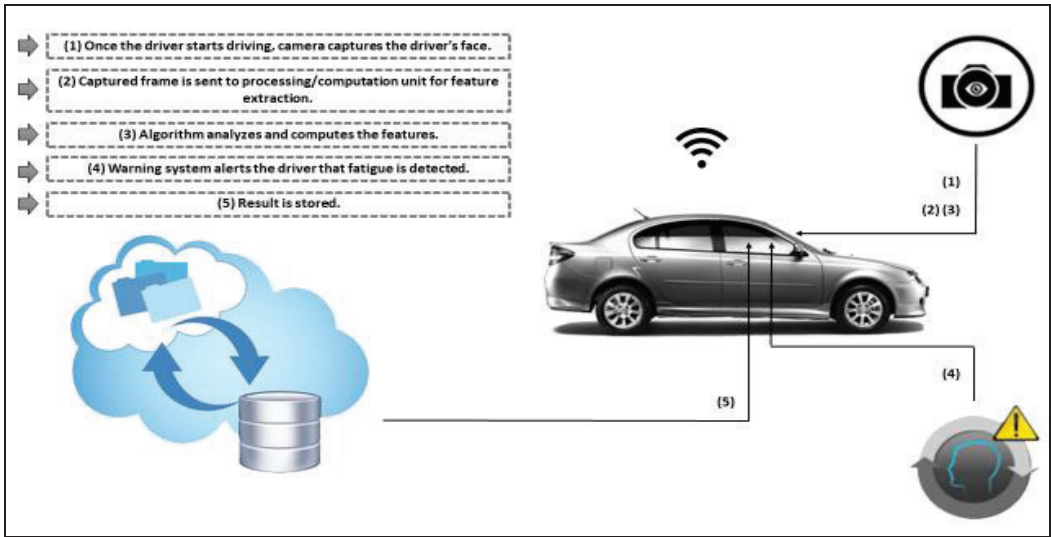 (1) Once the driver starts driving, camera captures the driver's face.
(2) Captured frame is sent to processing/computation unit for feature
extraction.
(3) Algorithm analyzes and computes the features.
(4) Warning system alerts the driver that fatigue is detected.
(5) Result is stored.
(1)
(2) (3)
(4)
(5)